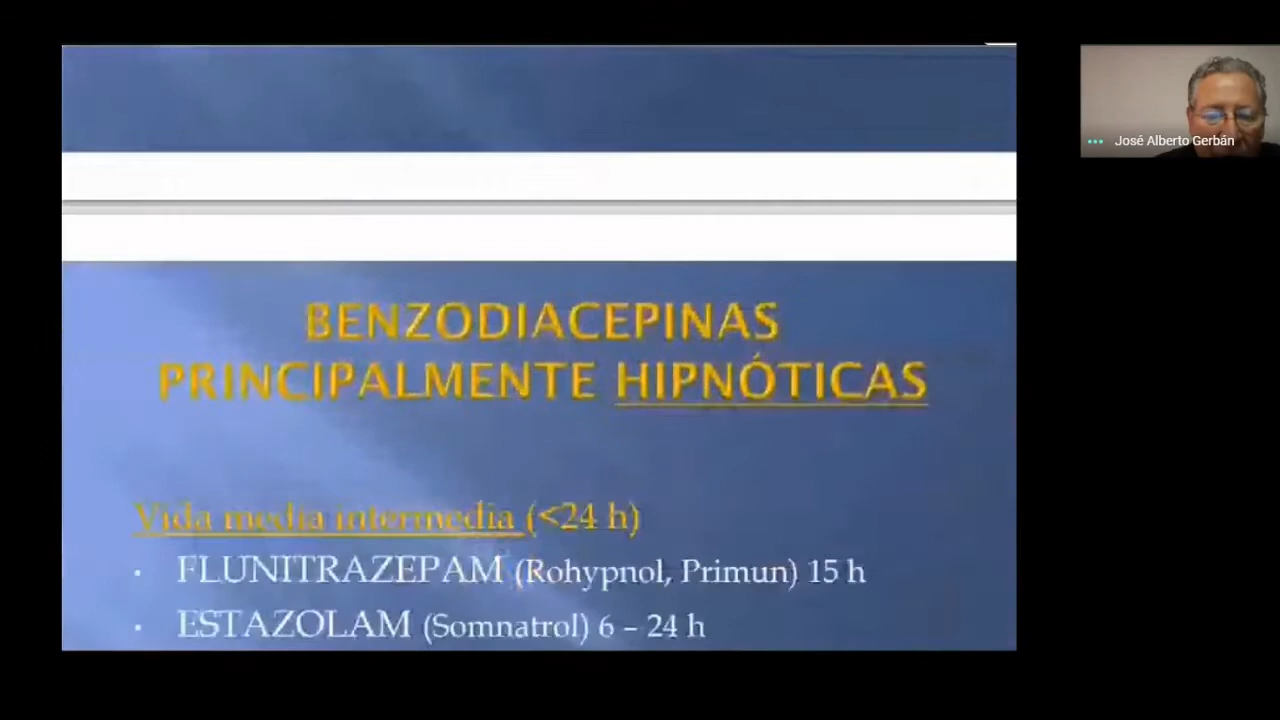 BENZODIACEPINAS
PRINCIPALMENTE HIPNÓTICAS
Vida media intermedia (<24 h)
· FLUNITRAZEPAM (Rohypnol, Primun) 15 h
· ESTAZOLAM (Somnatrol) 6 – 24 h
José Alberto Gerbán